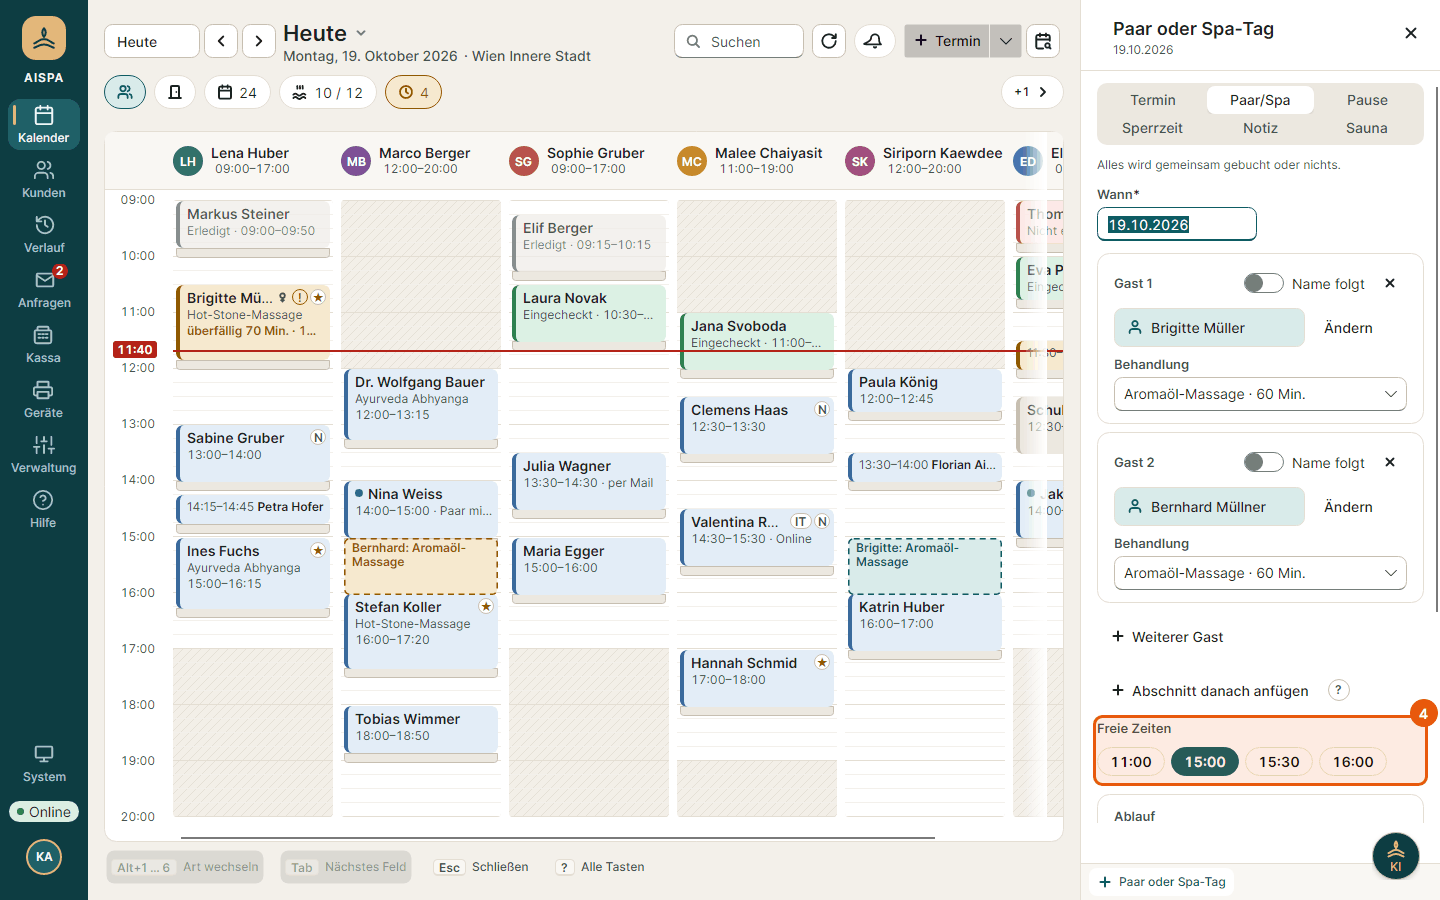 AISPA
Kalender
Kunden
Verlauf
2
Anfragen
Kassa
Geräte
Verwaltung
Hilfe
System
Online
KA
Heute
Heute
Montag, 19. Oktober 2026 · Wien Innere Stadt
Suchen
Termin
24
10 / 12
4
+1
LH
Lena Huber
09:00–17:00
MB
Marco Berger
12:00–20:00
SG
Sophie Gruber
09:00–17:00
MC
Malee Chaiyasit
11:00–19:00
SK
Siriporn Kaewdee
12:00–20:00
ED
09:00
10:00
11:00
11:40
12:00
13:00
14:00
15:00
16:00
17:00
18:00
19:00
20:00
Markus Steiner
Erledigt · 09:00–09:50
Brigitte Mü...
Hot-Stone-Massage
überfällig 70 Min. · 1...
Sabine Gruber
N
13:00–14:00
14:15–14:45 Petra Hofer
Ines Fuchs
Ayurveda Abhyanga
15:00–16:15
Dr. Wolfgang Bauer
Ayurveda Abhyanga
12:00–13:15
Nina Weiss
14:00–15:00 · Paar mi...
Bernhard: Aromaöl-
Massage
Stefan Koller
Hot-Stone-Massage
16:00–17:20
Tobias Wimmer
18:00–18:50
Elif Berger
Erledigt · 09:15–10:15
Laura Novak
Eingecheckt · 10:30–...
Julia Wagner
13:30–14:30 · per Mail
Maria Egger
15:00–16:00
Jana Svoboda
Eingecheckt · 11:00–...
Clemens Haas
N
12:30–13:30
Valentina R...
IT
N
14:30–15:30 · Online
Hannah Schmid
17:00–18:00
Paula König
12:00–12:45
13:30–14:00 Florian Ai...
Brigitte: Aromaöl-
Massage
Katrin Huber
16:00–17:00
Alt+1 … 6
Art wechseln
Tab
Nächstes Feld
Esc
Schließen
?
Alle Tasten
Paar oder Spa-Tag
19.10.2026
Termin
Paar/Spa
Pause
Sperrzeit
Notiz
Sauna
Alles wird gemeinsam gebucht oder nichts.
Wann*
19.10.2026
Gast 1
Name folgt
Brigitte Müller
Ändern
Behandlung
Aromaöl-Massage · 60 Min.
Gast 2
Name folgt
Bernhard Müllner
Ändern
Behandlung
Aromaöl-Massage · 60 Min.
Weiterer Gast
Abschnitt danach anfügen
?
4
Freie Zeiten
11:00
15:00
15:30
16:00
Ablauf
KI
Paar oder Spa-Tag